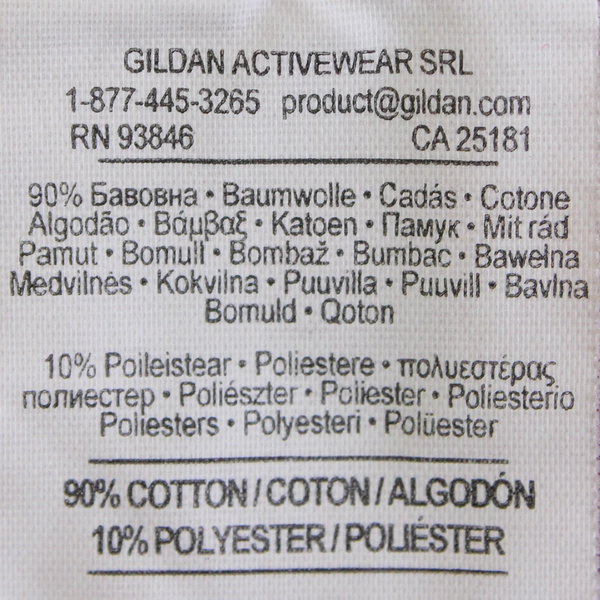 GILDAN ACTIVEWEAR SRL
1-877-445-3265 product@gildan.com
RN 93846 CA 25181
90% Бавовна • Baumwolle • Cadás • Cotone
Algodão • Βάμβαξ • Katoen • Памук • Mit rád
Pamut • Bomull • Bombaž • Bumbac • Bawełna
Medvilnės • Kokvilna • Puuvilla • Puuvill • Bavlna
Bomuld • Qoton
10% Poileistear • Poliestere • πολυεστέρας
полиестер • Poliészter • Poliester • Poliesterio
Poliesters • Polyesteri • Polüester
90% COTTON / COTON / ALGODÓN
10% POLYESTER / POLIÉSTER